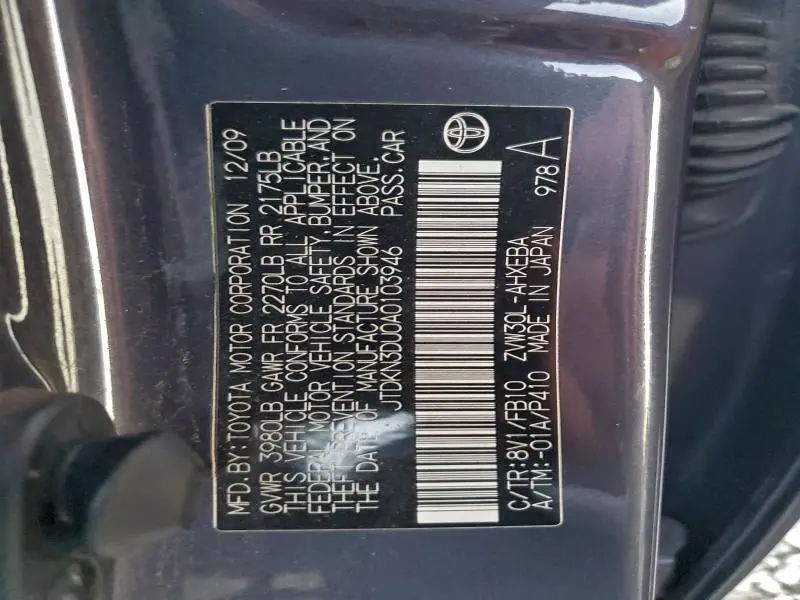 MFD. BY: TOYOTA MOTOR CORPORATION 12/09
GVWR 3980LB GAWR FR 2270LB RR 2175LB
THIS VEHICLE CONFORMS TO ALL APPLICABLE
FEDERAL MOTOR VEHICLE SAFETY, BUMPER, AND
THEFT PREVENTION STANDARDS IN EFFECT ON
THE DATE OF MANUFACTURE SHOWN ABOVE.
JTDKN3DU0A0103946 PASS. CAR
C/TR: 8V1/FB10 ZVW30L-AHXEBA
A/TM: -01A/P410 MADE IN JAPAN 978 A